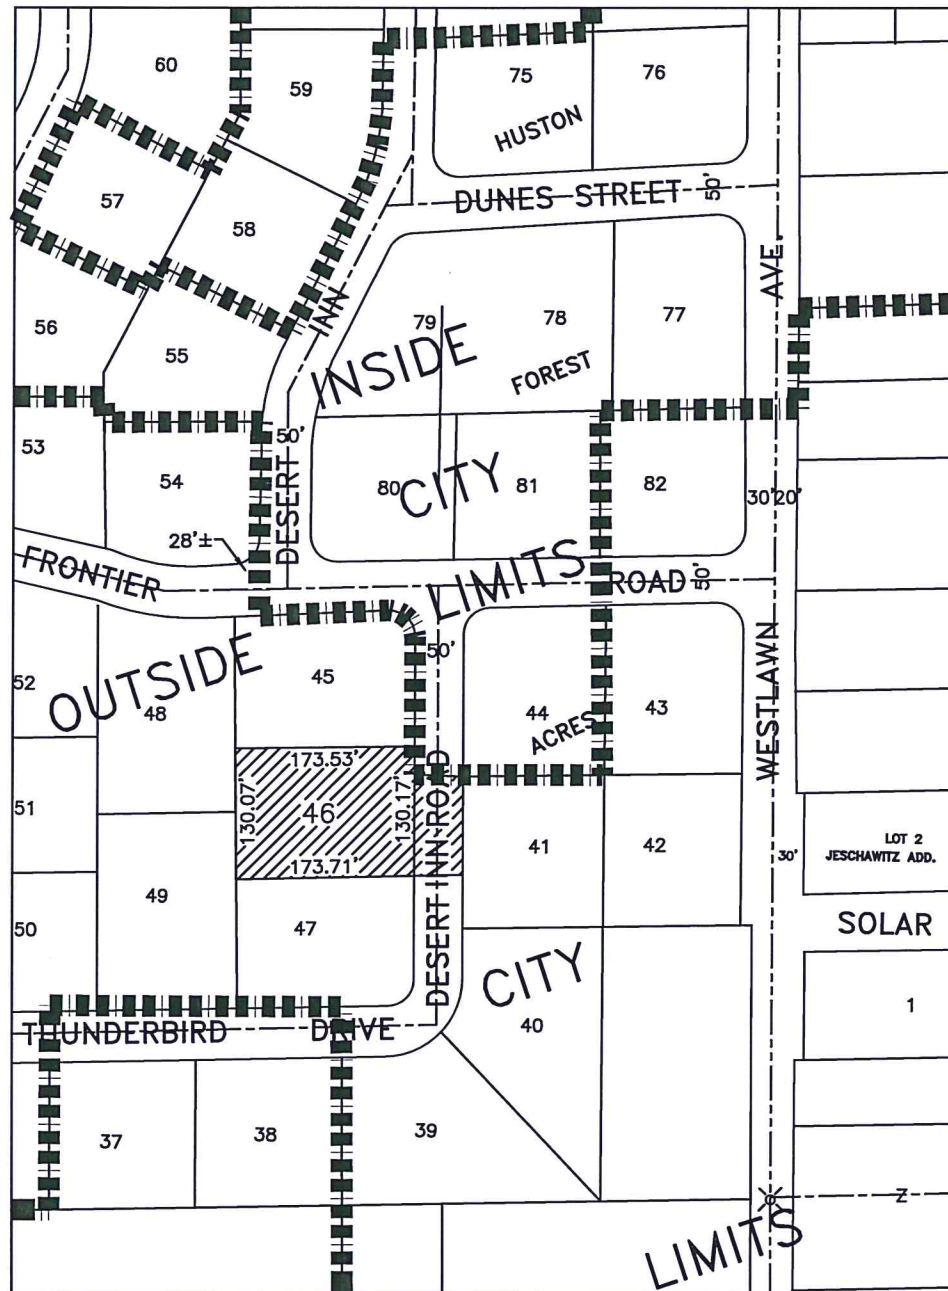 60
59
75
76
HUSTON
57
58
DUNES STREET 50'
INN
AVE.
56
55
79
78
77
INSIDE
FOREST
53
54
50'
DESERT
80
CITY
81
82
30'
20'
28'±
FRONTIER
LIMITS
ROAD
50'
50'
52
OUTSIDE
48
45
44
ACRES
43
WESTLAWN
173.53'
51
130.07'
46
130.17'
DESERT INN ROAD
173.71'
41
42
30'
LOT 2
JESCHAWITZ ADD.
50
49
47
CITY
SOLAR
THUNDERBIRD DRIVE
40
1
37
38
39
Z
LIMITS